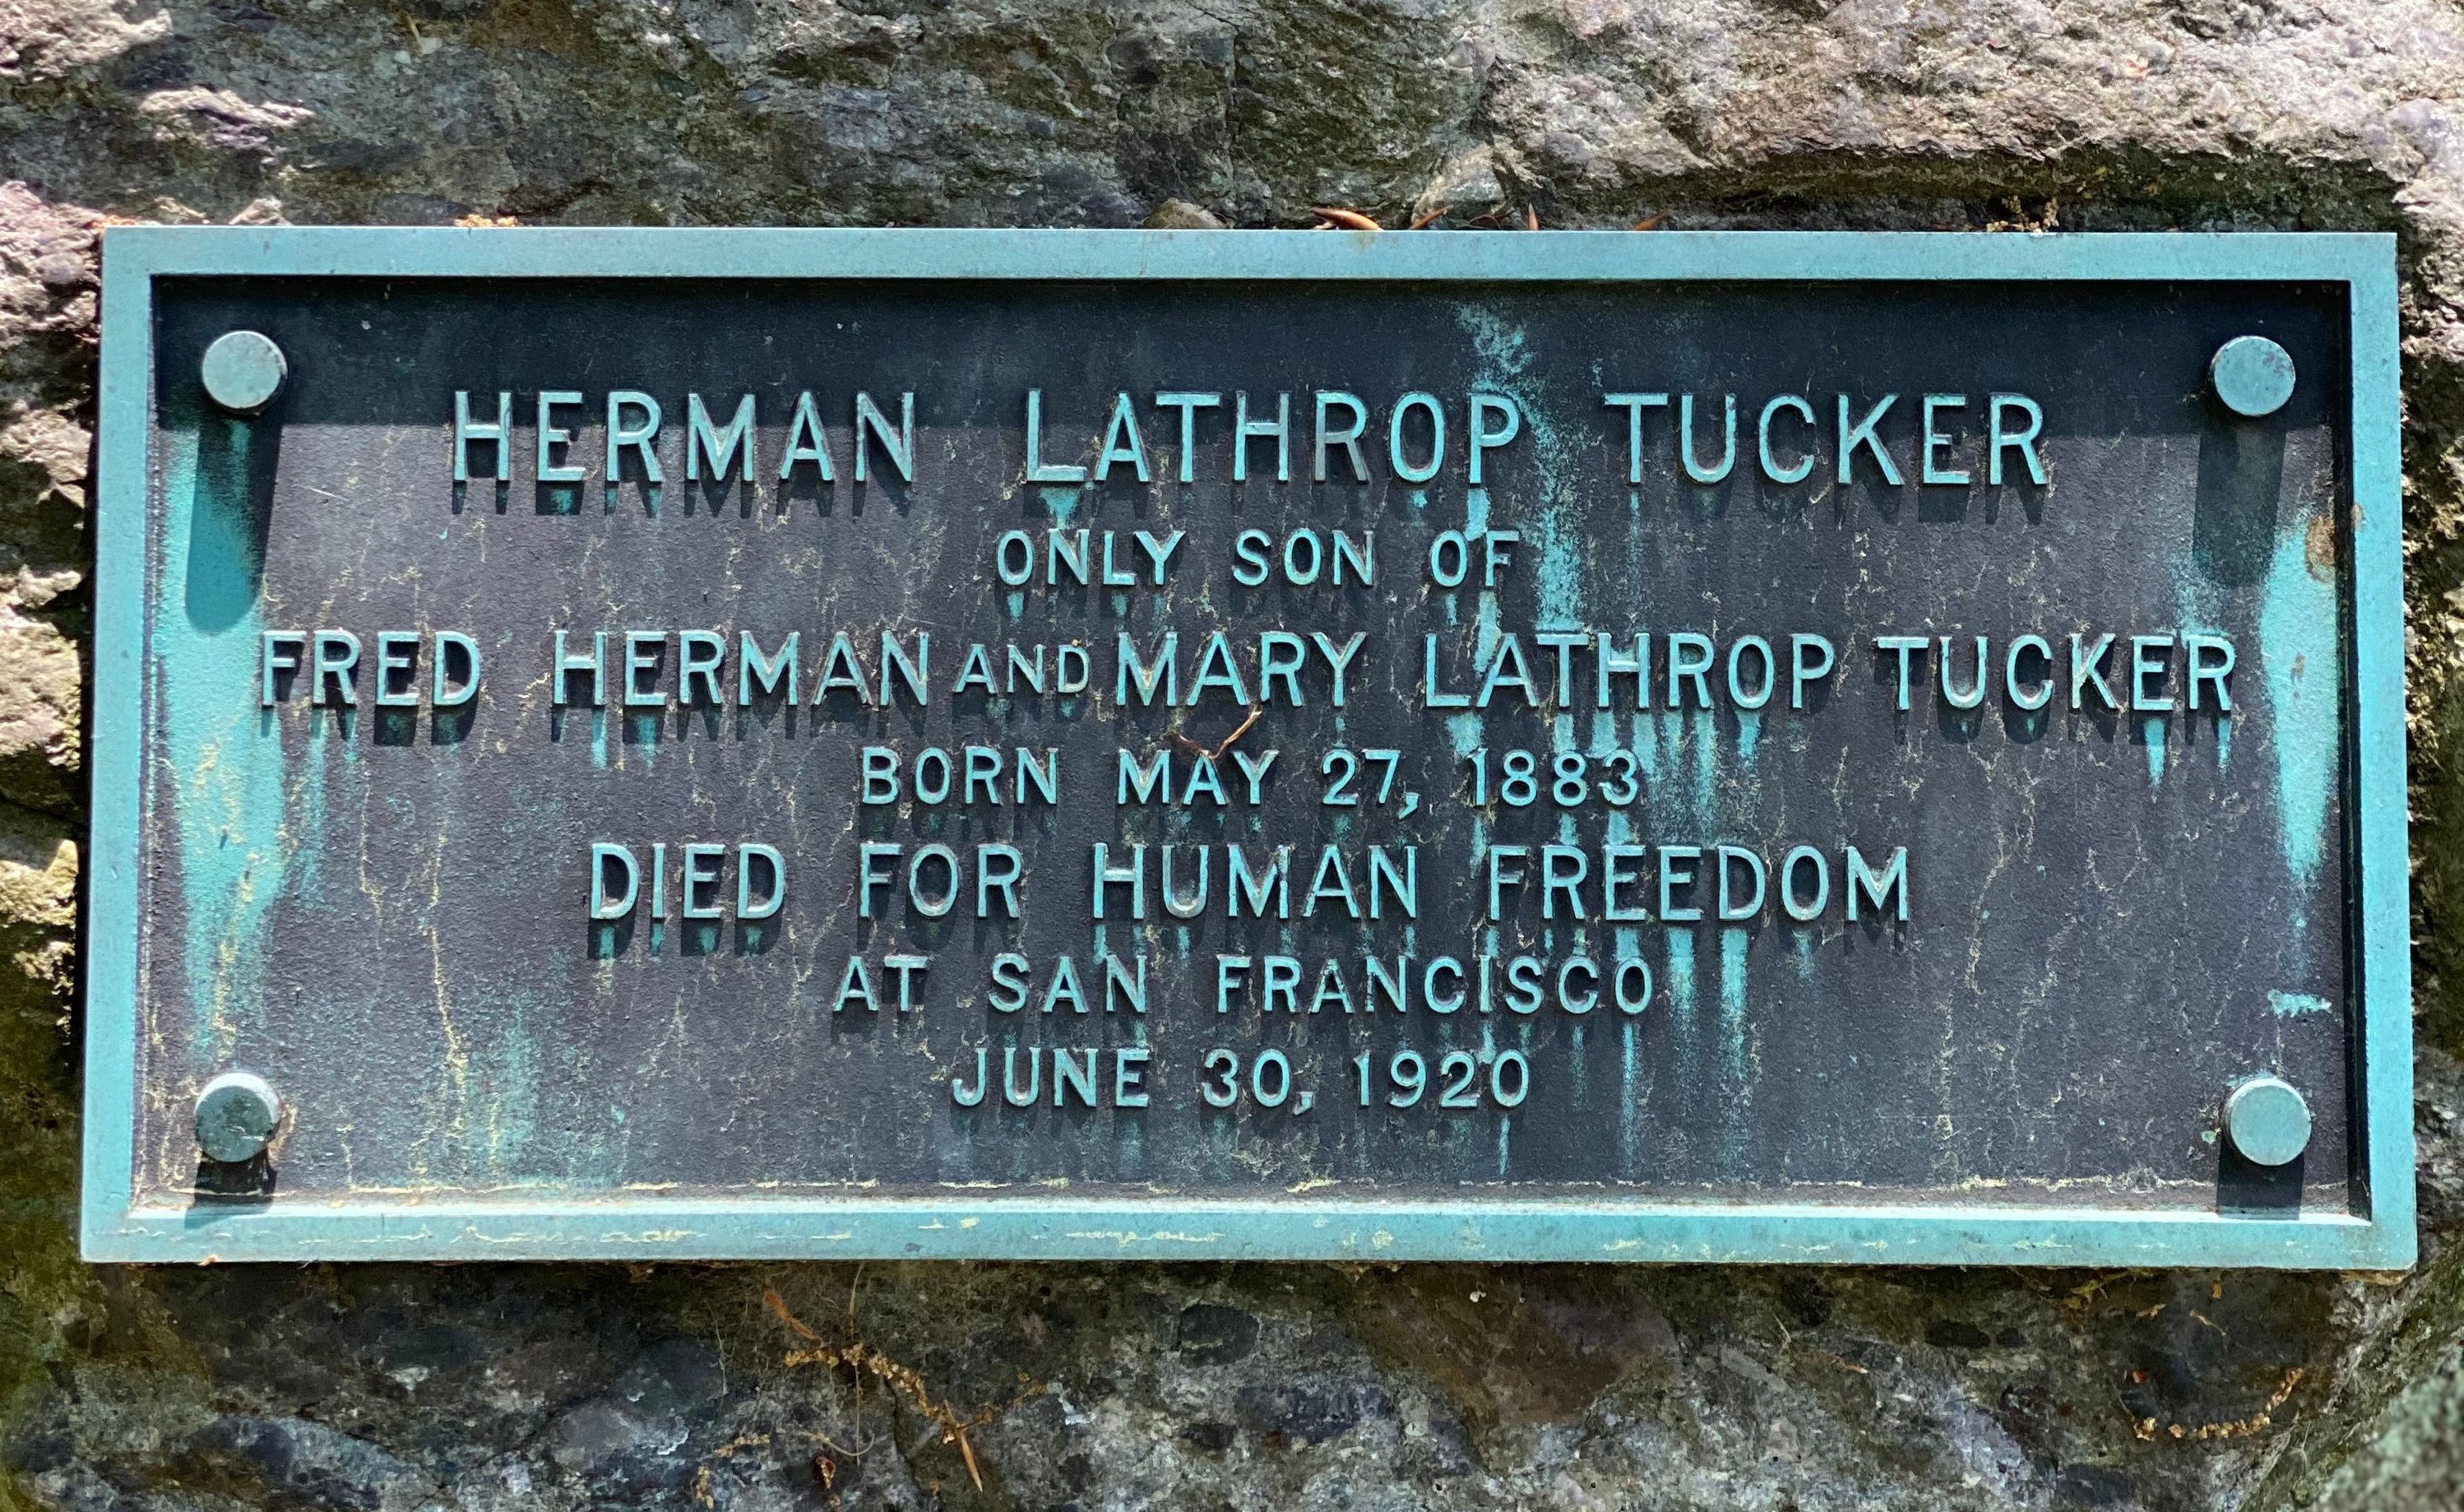 HERMAN LATHROP TUCKER
ONLY SON OF
FRED HERMAN AND MARY LATHROP TUCKER
BORN MAY 27, 1883
DIED FOR HUMAN FREEDOM
AT SAN FRANCISCO
JUNE 30, 1920